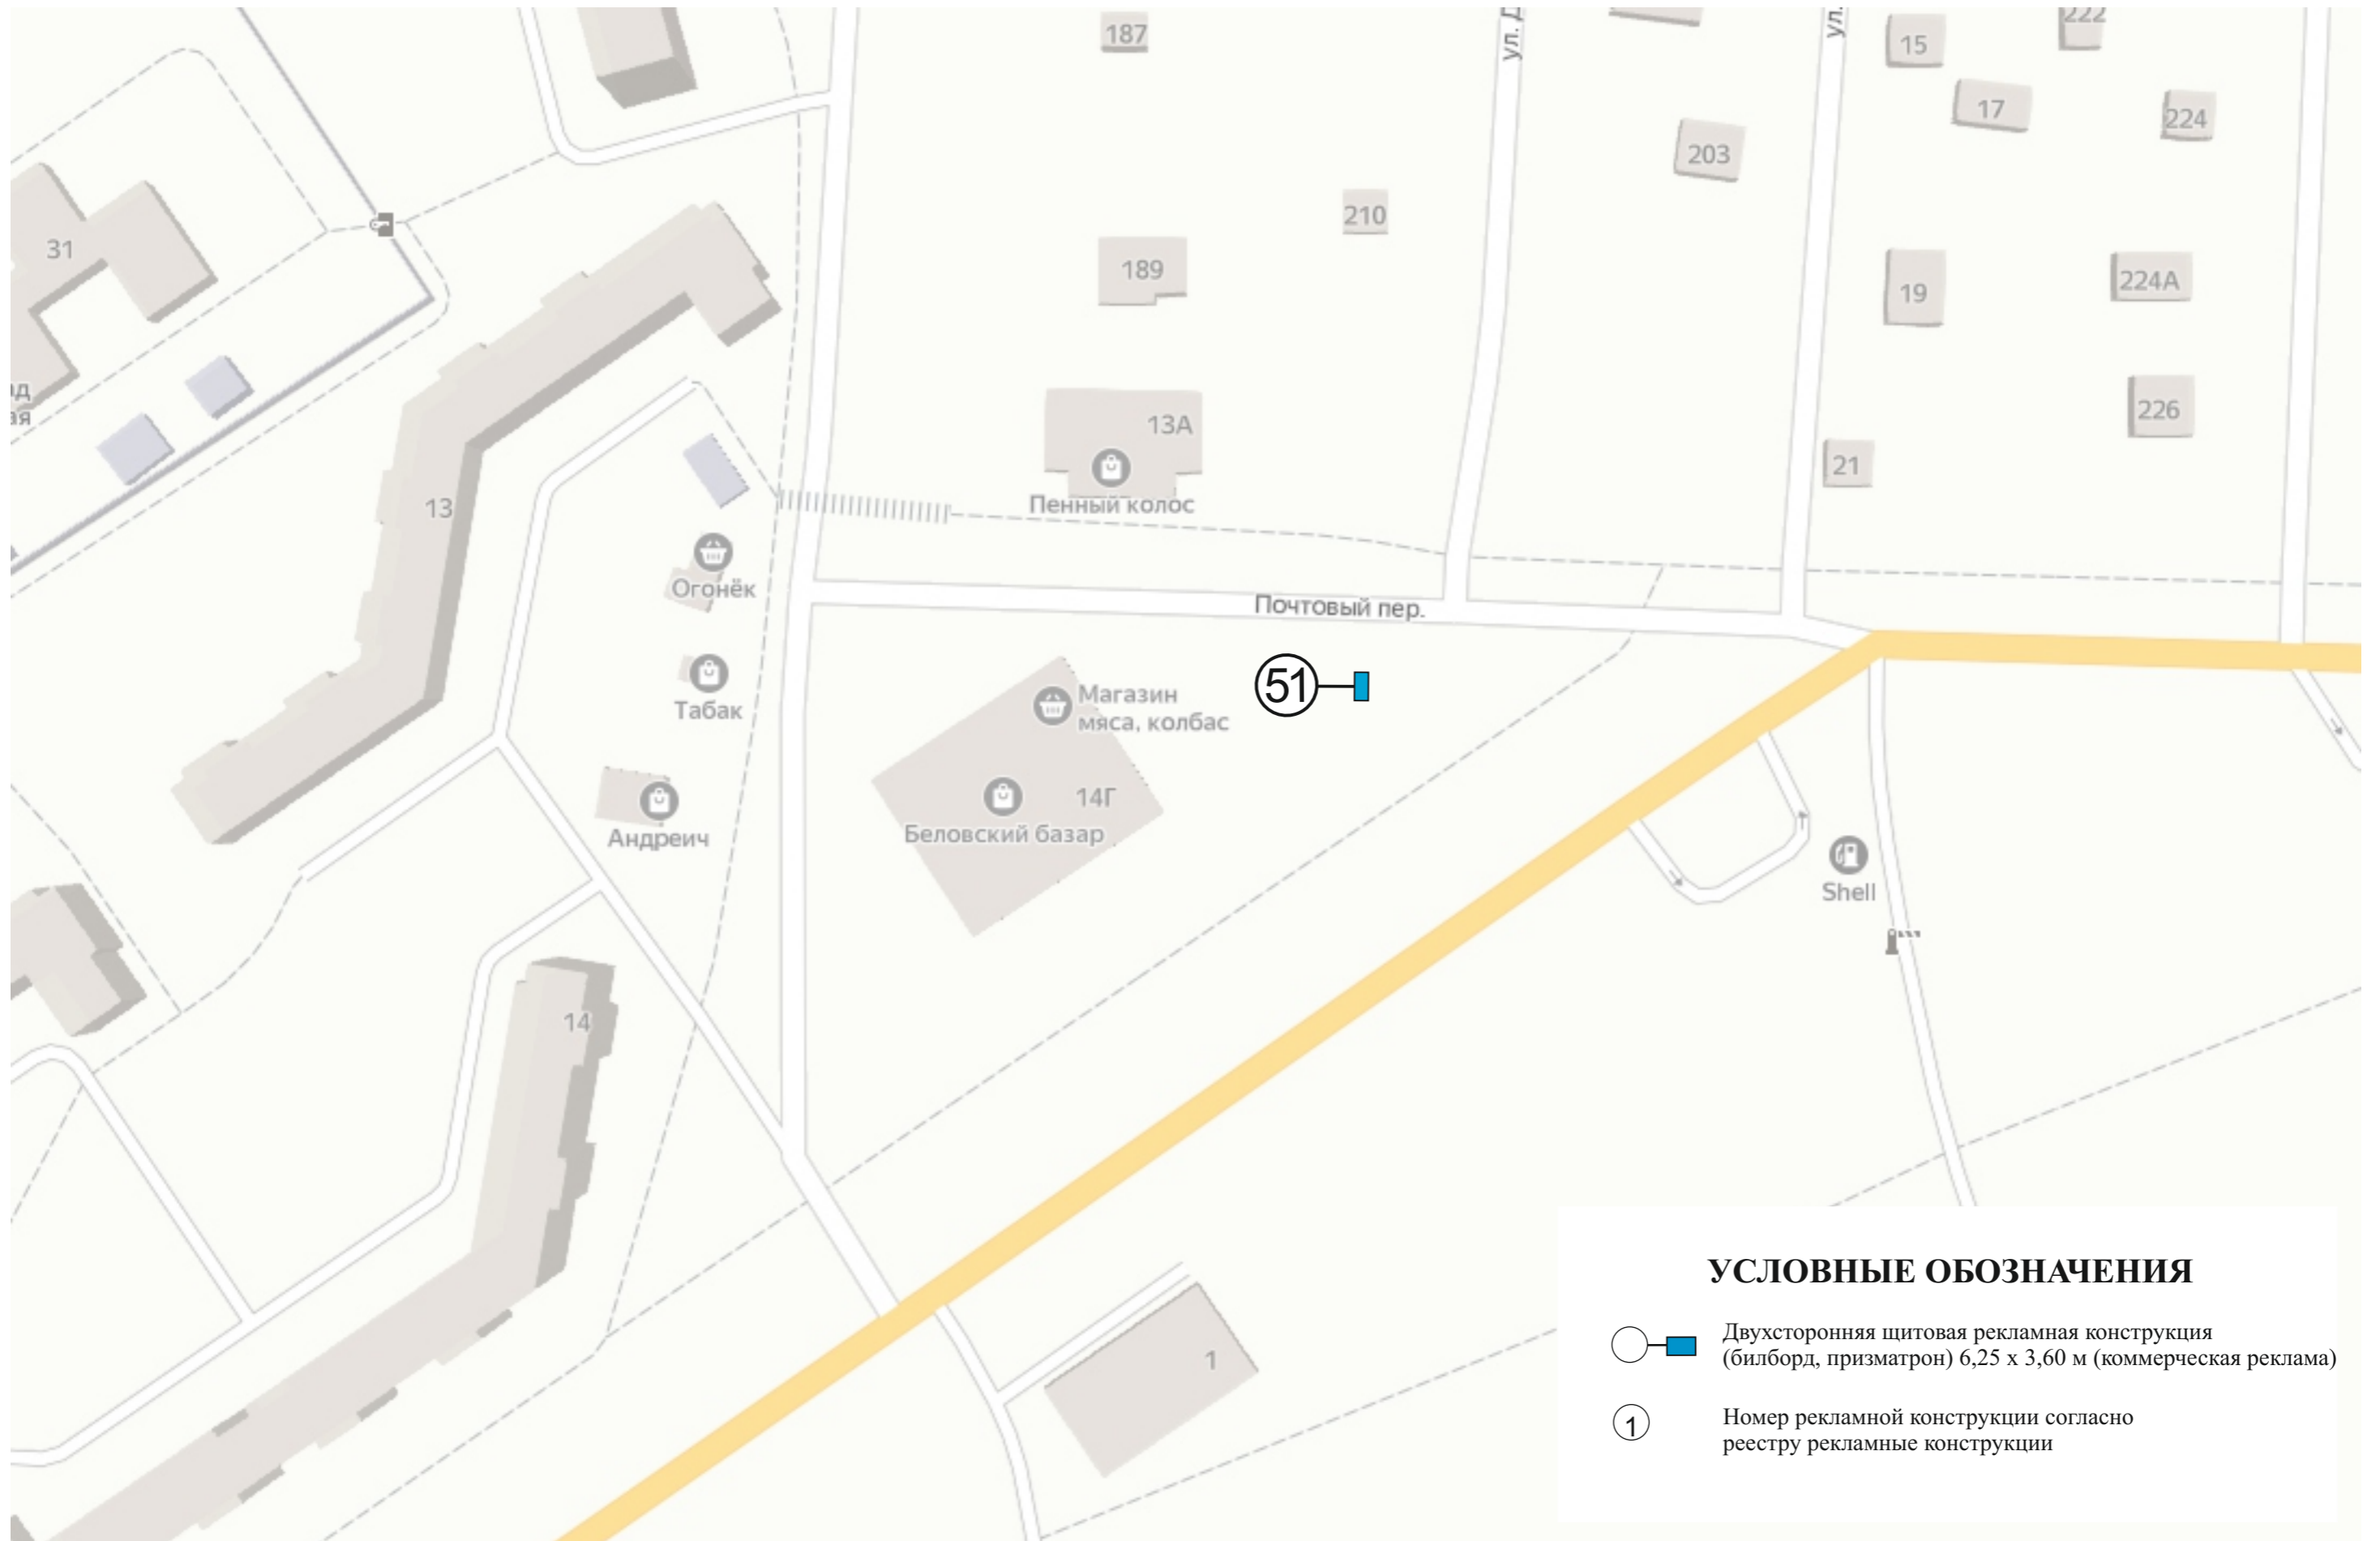 187
ул. Д
ул.
15
222
17
224
203
31
210
189
19
224А
226
13А
21
13
Пенный колос
Огонёк
Почтовый пер.
51
Табак
Магазин
мяса, колбас
14Г
Беловский базар
Андреич
Shell
14
1
УСЛОВНЫЕ ОБОЗНАЧЕНИЯ
Двухсторонняя щитовая рекламная конструкция
(билборд, призматрон) 6,25 х 3,60 м (коммерческая реклама)
1
Номер рекламной конструкции согласно
реестру рекламные конструкции